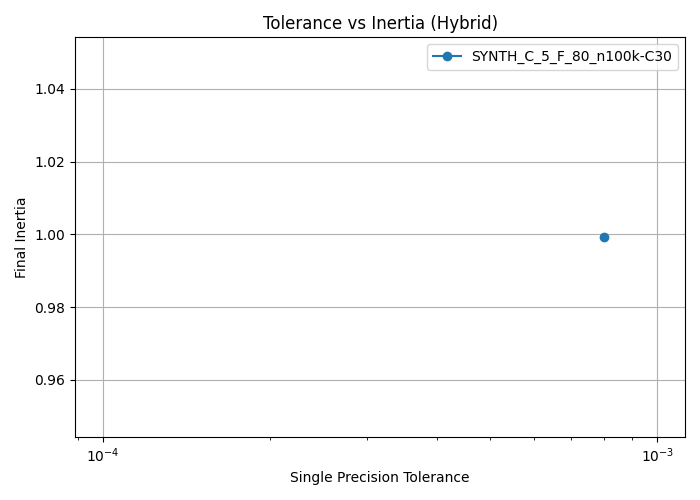 Tolerance vs Inertia (Hybrid)
SYNTH_C_5_F_80_n100k-C30
Final Inertia
1.04
1.02
1.00
0.98
0.96
10⁻⁴
10⁻³
Single Precision Tolerance